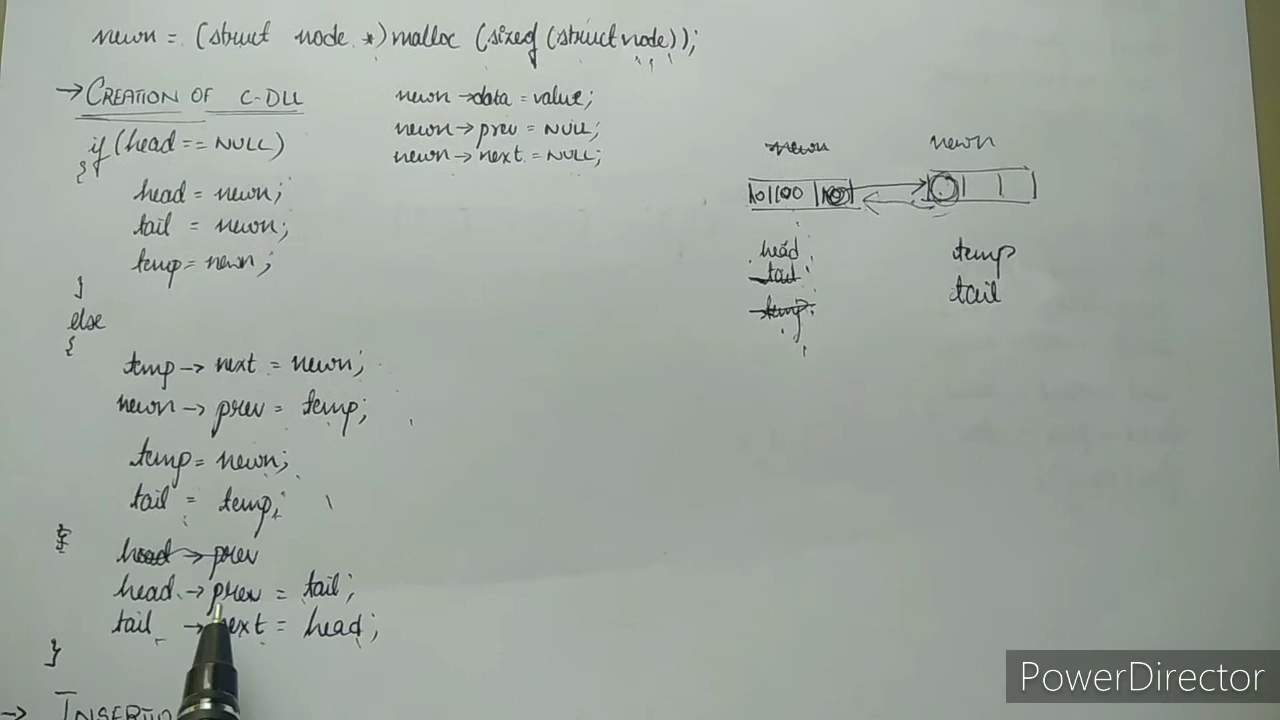 newn = (struct node *) malloc (sizeof (struct node));
→ CREATION OF C-DLL
newn → data = value;
newn → prev = NULL;
newn → next = NULL;
if (head == NULL)
{
head = newn;
tail = newn;
temp = newn;
}
else
{
temp → next = newn;
newn → prev = temp;
temp = newn;
tail = temp;
head → prev
head → prev = tail;
tail → next = head;
}
→ INSERTIO
newn newn
head
tail
temp
temp
tail
PowerDirector